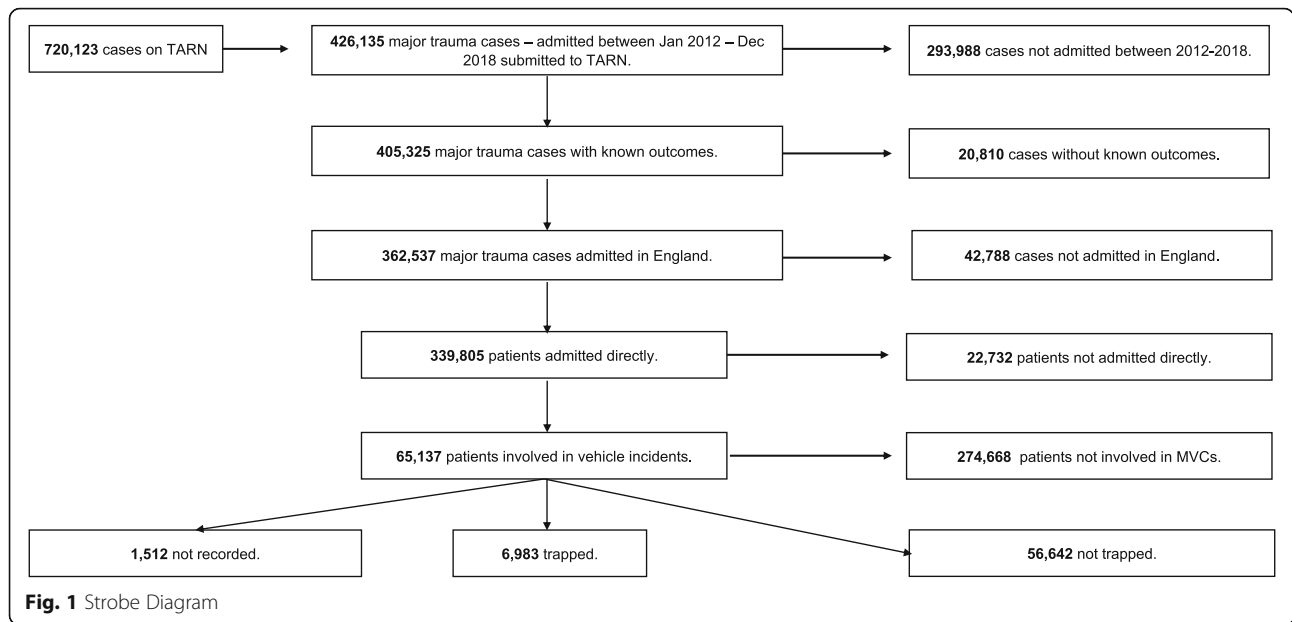 720,123 cases on TARN
426,135 major trauma cases – admitted between Jan 2012 – Dec
2018 submitted to TARN.
293,988 cases not admitted between 2012-2018.
405,325 major trauma cases with known outcomes.
20,810 cases without known outcomes.
362,537 major trauma cases admitted in England.
42,788 cases not admitted in England.
339,805 patients admitted directly.
22,732 patients not admitted directly.
65,137 patients involved in vehicle incidents.
274,668 patients not involved in MVCs.
1,512 not recorded.
6,983 trapped.
56,642 not trapped.
Fig. 1 Strobe Diagram